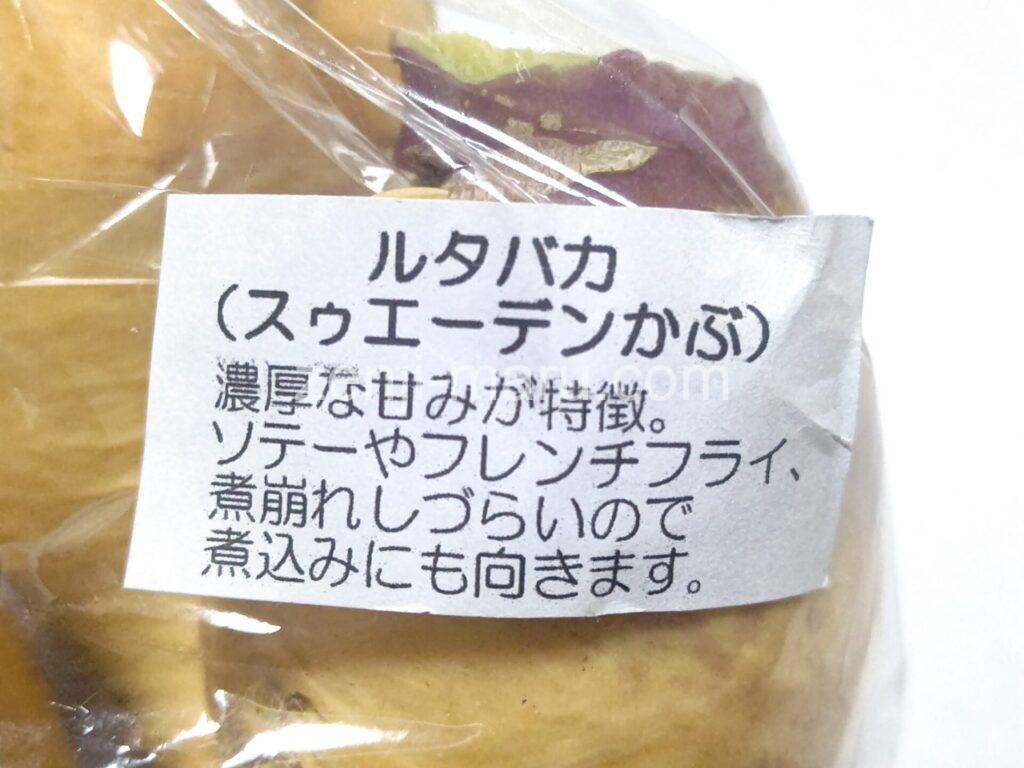 ルタバカ
（スゥエーデンかぶ）
濃厚な甘みが特徴。
ソテーやフレンチフライ、
煮崩れしづらいので
煮込みにも向きます。